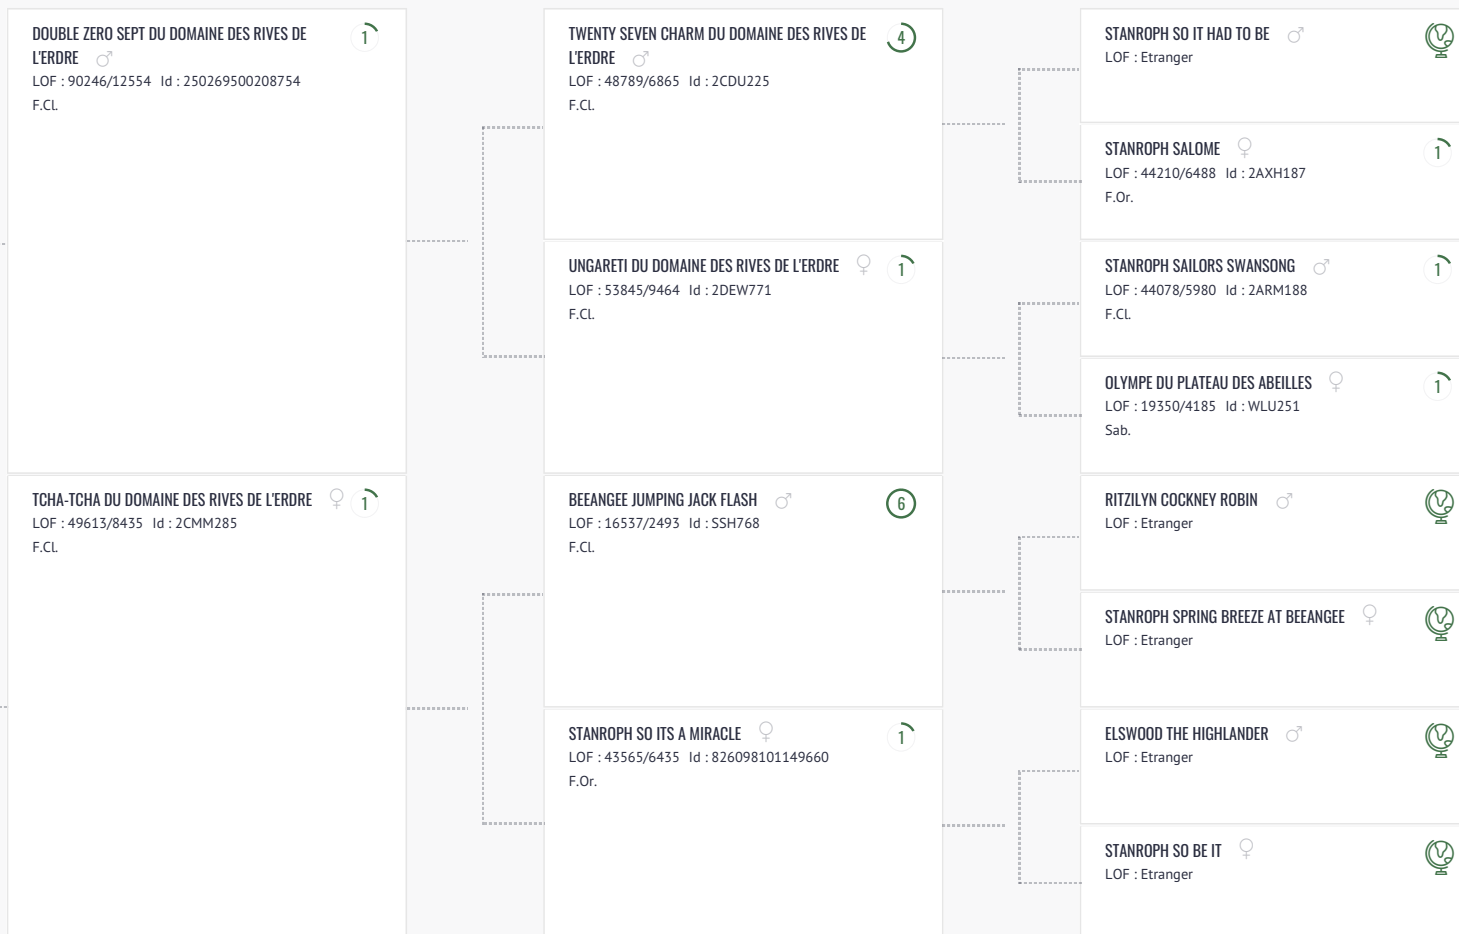 DOUBLE ZERO SEPT DU DOMAINE DES RIVES DE
L'ERDRE
1
LOF : 90246/12554 Id : 250269500208754
F.Cl.
TCHA-TCHA DU DOMAINE DES RIVES DE L'ERDRE
1
LOF : 49613/8435 Id : 2CMM285
F.Cl.
TWENTY SEVEN CHARM DU DOMAINE DES RIVES DE
L'ERDRE
4
LOF : 48789/6865 Id : 2CDU225
F.Cl.
UNGARETI DU DOMAINE DES RIVES DE L'ERDRE
1
LOF : 53845/9464 Id : 2DEW771
F.Cl.
BEEANGEE JUMPING JACK FLASH
6
LOF : 16537/2493 Id : SSH768
F.Cl.
STANROPH SO ITS A MIRACLE
1
LOF : 43565/6435 Id : 826098101149660
F.Or.
STANROPH SO IT HAD TO BE
LOF : Etranger
STANROPH SALOME
1
LOF : 44210/6488 Id : 2AXH187
F.Or.
STANROPH SAILORS SWANSONG
1
LOF : 44078/5980 Id : 2ARM188
F.Cl.
OLYMPE DU PLATEAU DES ABEILLES
1
LOF : 19350/4185 Id : WLU251
Sab.
RITZILYN COCKNEY ROBIN
LOF : Etranger
STANROPH SPRING BREEZE AT BEEANGEE
LOF : Etranger
ELSWOOD THE HIGHLANDER
LOF : Etranger
STANROPH SO BE IT
LOF : Etranger